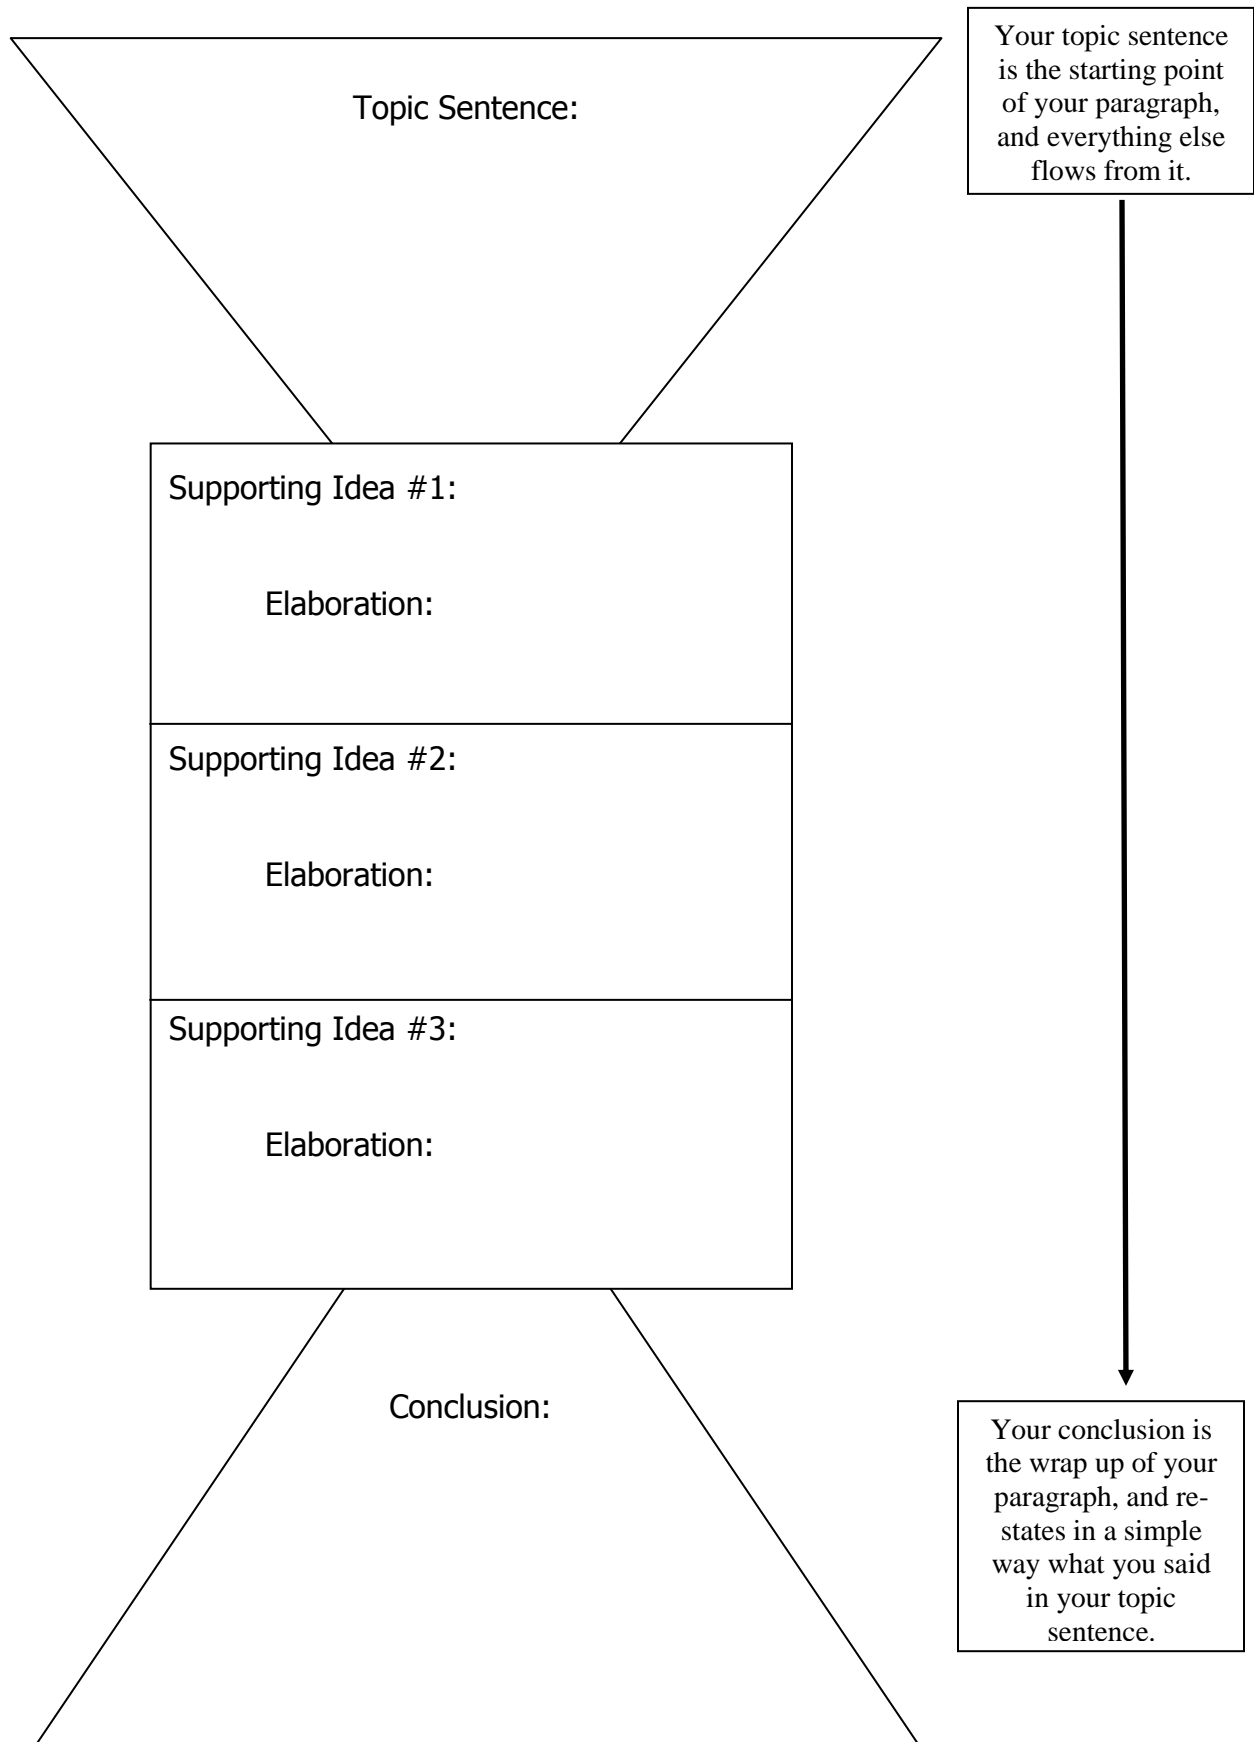 Topic Sentence:
Your topic sentence
is the starting point
of your paragraph,
and everything else
flows from it.
Supporting Idea #1:
Elaboration:
Supporting Idea #2:
Elaboration:
Supporting Idea #3:
Elaboration:
Conclusion:
Your conclusion is
the wrap up of your
paragraph, and re-
states in a simple
way what you said
in your topic
sentence.